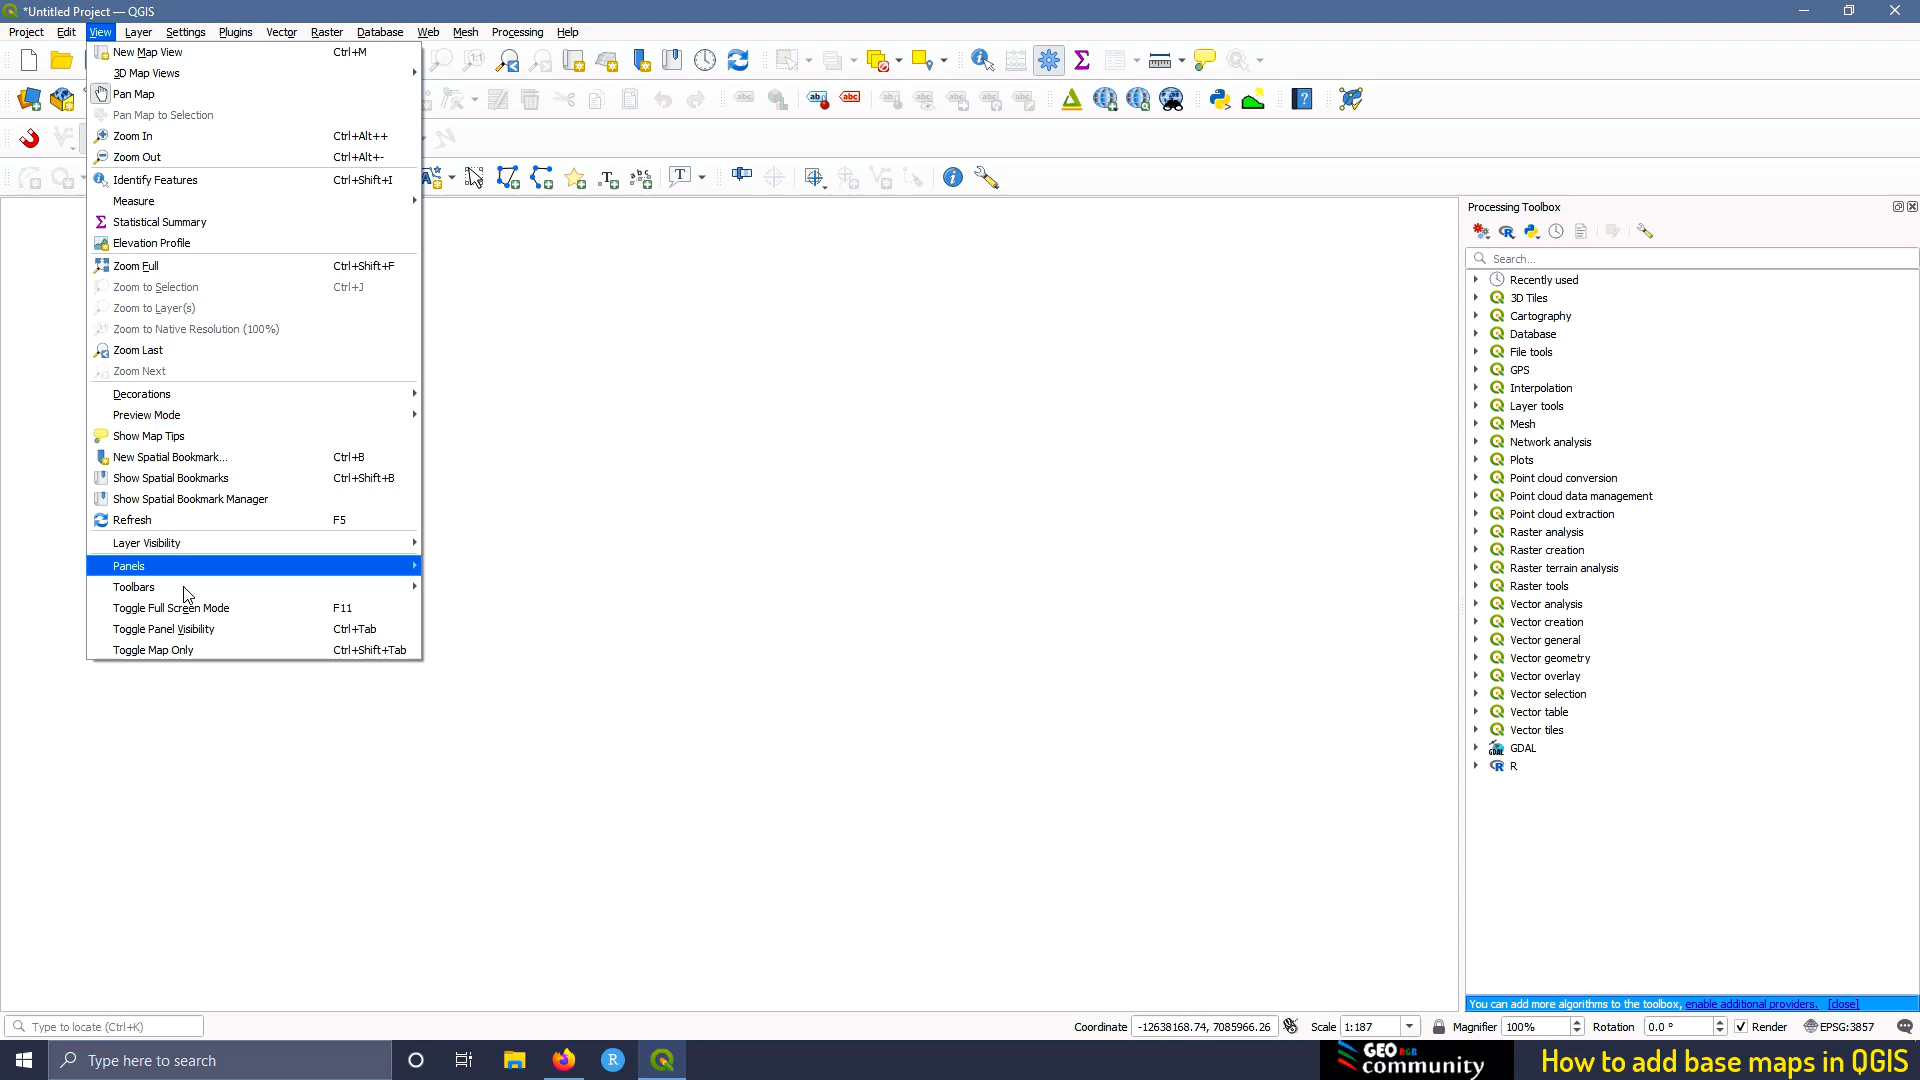 *Untitled Project — QGIS
Project Edit View Layer Settings Plugins Vector Raster Database Web Mesh Processing Help
New Map View Ctrl+M
3D Map Views
Pan Map
Pan Map to Selection
Zoom In Ctrl+Alt++
Zoom Out Ctrl+Alt+-
Identify Features Ctrl+Shift+I
Measure
Statistical Summary
Elevation Profile
Zoom Full Ctrl+Shift+F
Zoom to Selection Ctrl+J
Zoom to Layer(s)
Zoom to Native Resolution (100%)
Zoom Last
Zoom Next
Decorations
Preview Mode
Show Map Tips
New Spatial Bookmark... Ctrl+B
Show Spatial Bookmarks Ctrl+Shift+B
Show Spatial Bookmark Manager
Refresh F5
Layer Visibility
Panels
Toolbars
Toggle Full Screen Mode F11
Toggle Panel Visibility Ctrl+Tab
Toggle Map Only Ctrl+Shift+Tab
Processing Toolbox
Search...
Recently used
3D Tiles
Cartography
Database
File tools
GPS
Interpolation
Layer tools
Mesh
Network analysis
Plots
Point cloud conversion
Point cloud data management
Point cloud extraction
Raster analysis
Raster creation
Raster terrain analysis
Raster tools
Vector analysis
Vector creation
Vector general
Vector geometry
Vector overlay
Vector selection
Vector table
Vector tiles
GDAL
R
You can add more algorithms to the toolbox, enable additional providers. [close]
Type to locate (Ctrl+K)
Coordinate -12638168.74, 7085966.26 Scale 1:187 Magnifier 100% Rotation 0.0 ° Render EPSG:3857
Type here to search
GEO RGB
community
How to add base maps in QGIS